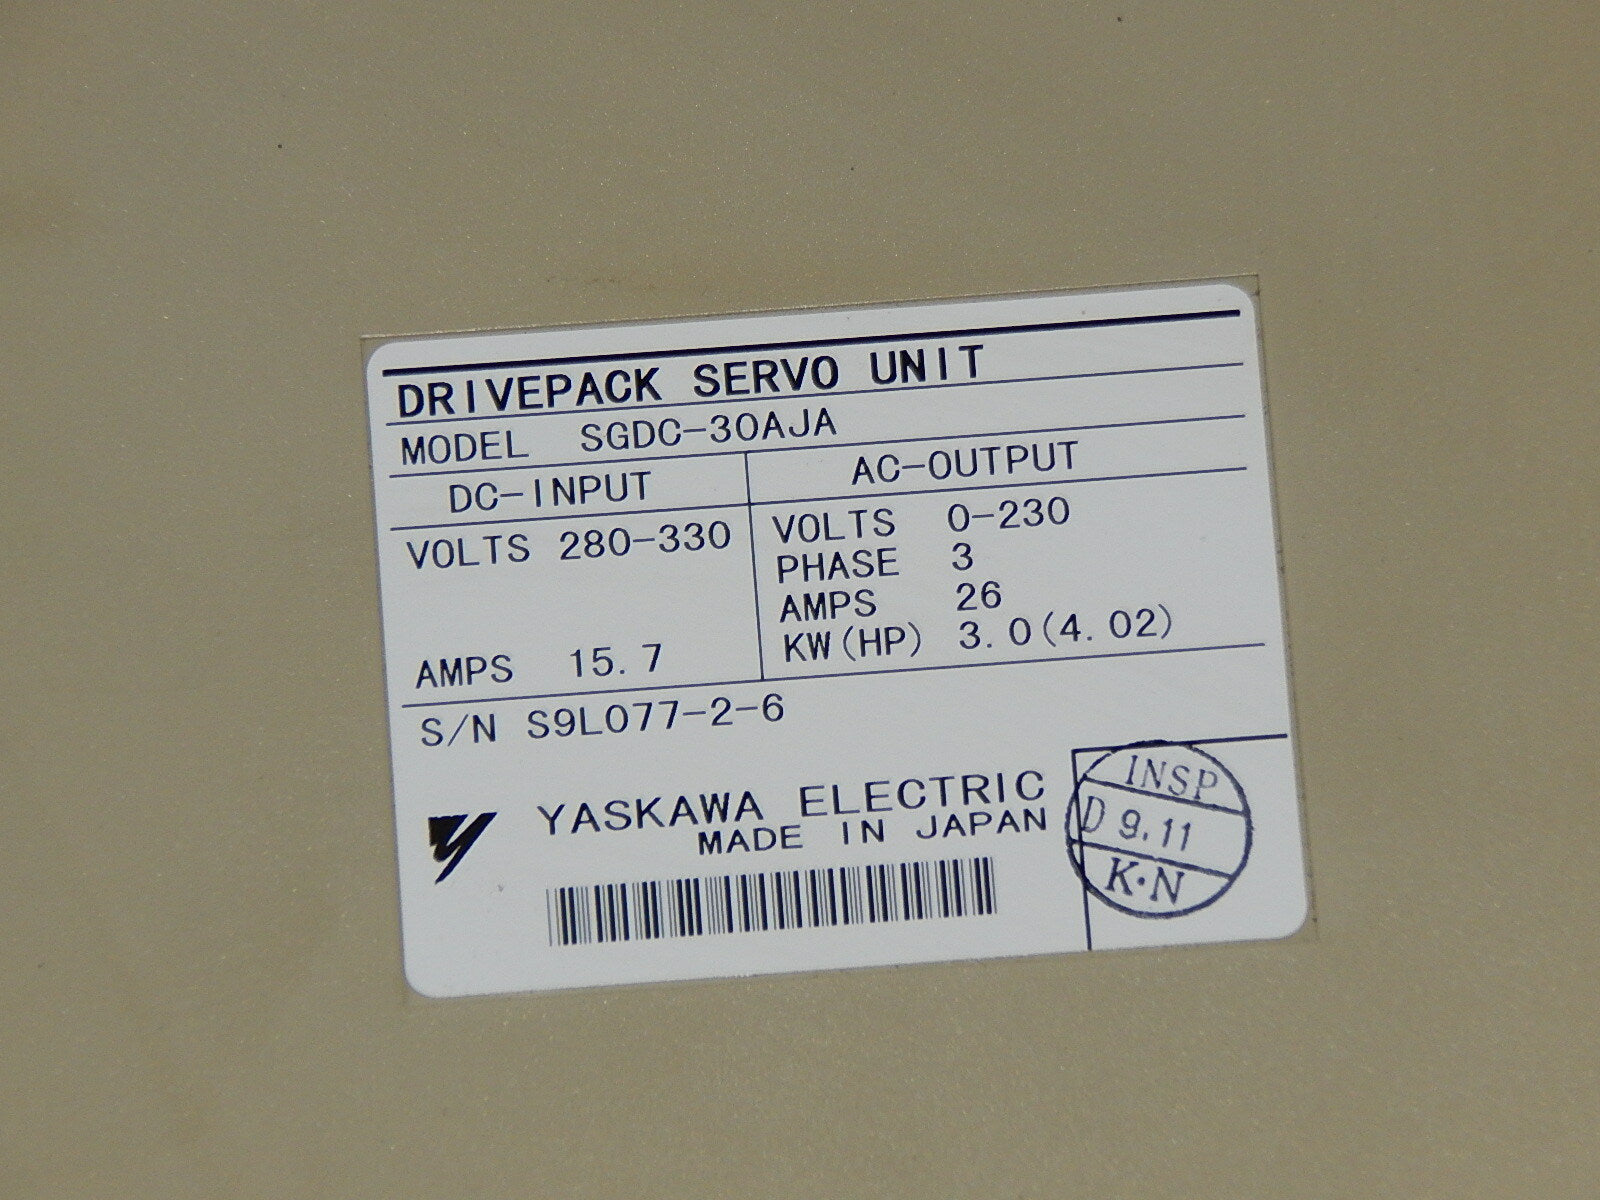 DRIVEPACK SERVO UNIT
MODEL SGDC-30AJA
DC-INPUT
VOLTS 280-330
AMPS 15.7
AC-OUTPUT
VOLTS 0-230
PHASE 3
AMPS 26
KW(HP) 3.0(4.02)
S/N S9L077-2-6
YASKAWA ELECTRIC
MADE IN JAPAN
INSP
D 9.11
K·N